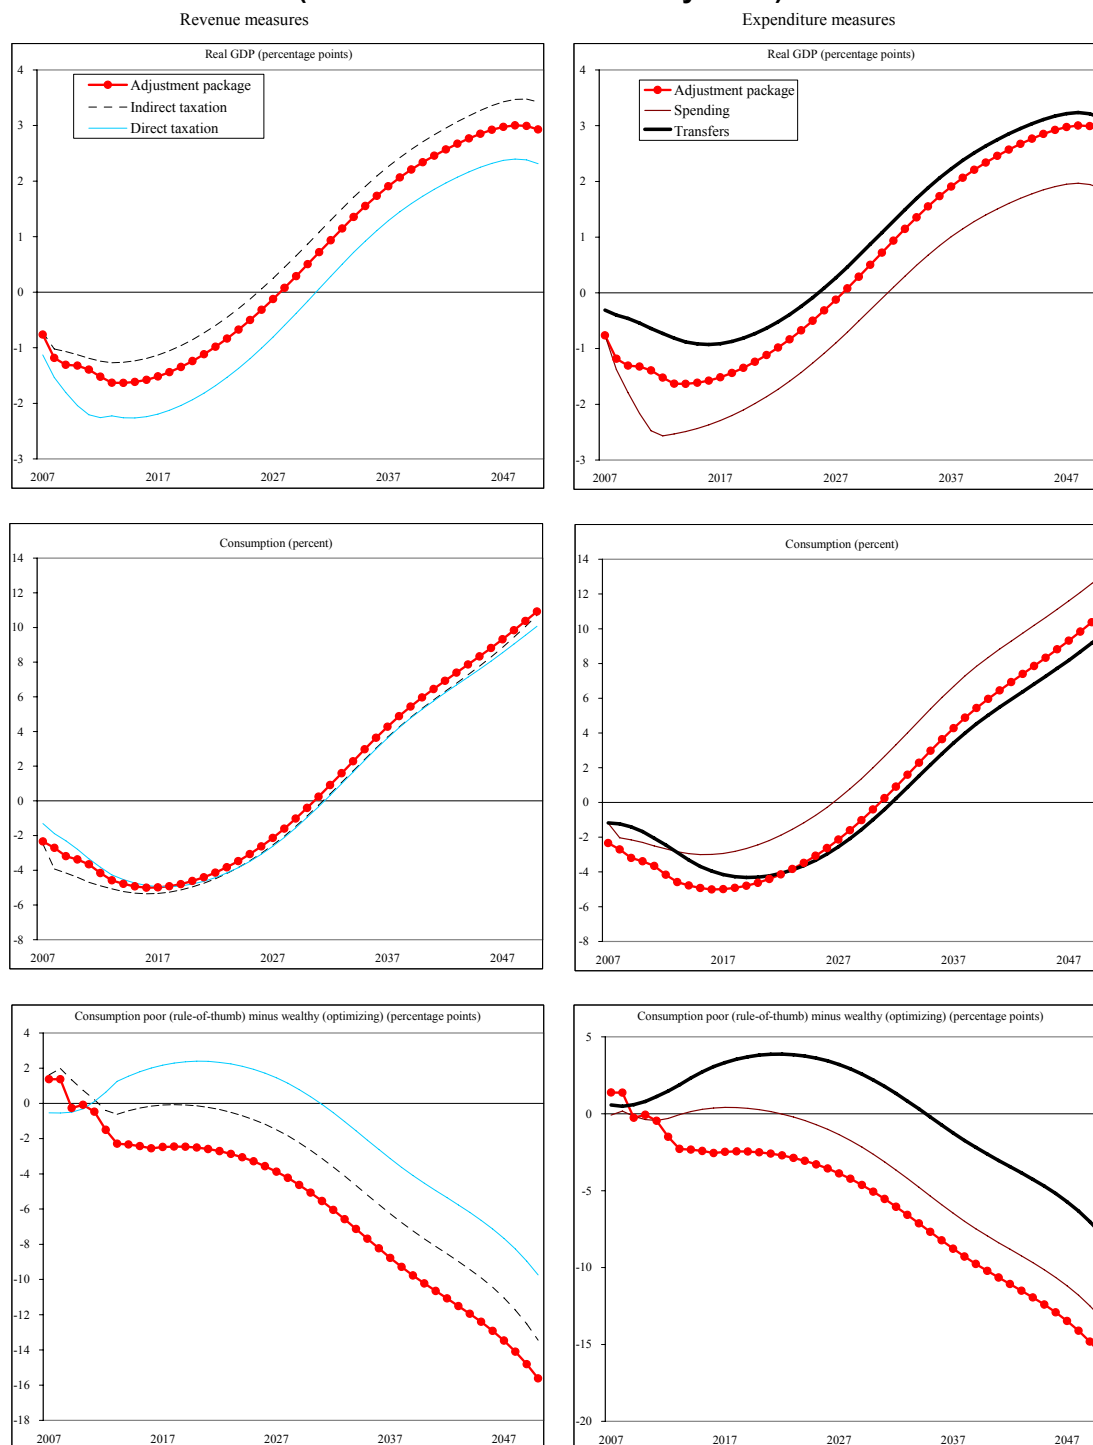 Revenue measures
Expenditure measures
Real GDP (percentage points)
4
3
2
1
0
-1
-2
-3
2007 2017 2027 2037 2047
Adjustment package
Indirect taxation
Direct taxation
Real GDP (percentage points)
4
3
2
1
0
-1
-2
-3
2007 2017 2027 2037 2047
Adjustment package
Spending
Transfers
Consumption (percent)
14
12
10
8
6
4
2
0
-2
-4
-6
-8
2007 2017 2027 2037 2047
Consumption (percent)
14
12
10
8
6
4
2
0
-2
-4
-6
-8
2007 2017 2027 2037 2047
Consumption poor (rule-of-thumb) minus wealthy (optimizing) (percentage points)
4
2
0
-2
-4
-6
-8
-10
-12
-14
-16
-18
2007 2017 2027 2037 2047
Consumption poor (rule-of-thumb) minus wealthy (optimizing) (percentage points)
5
0
-5
-10
-15
-20
2007 2017 2027 2037 2047